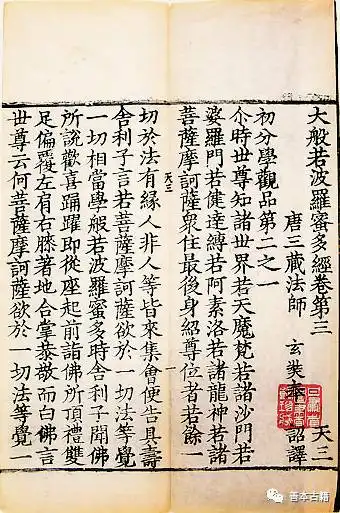 大般若波羅蜜多經卷第三 天三
唐三藏法師 玄奘奉 詔譯
初分學觀品第二之一
尒時世尊知諸世界若天魔梵若諸沙門若
婆羅門若健達縛若阿素洛若諸龍神若諸
菩薩摩訶薩衆住最後身紹尊位者若餘一
天三 一
切於法有緣人非人等皆來集會便告具壽
舍利子言若菩薩摩訶薩欲於一切法等覺
一切相當學般若波羅蜜多時舍利子聞佛
所說歡喜踊躍即從座起前詣佛所頂禮雙
足偏覆左肩右膝著地合掌恭敬而白佛言
世尊云何菩薩摩訶薩欲於一切法等覺一
善本古籍